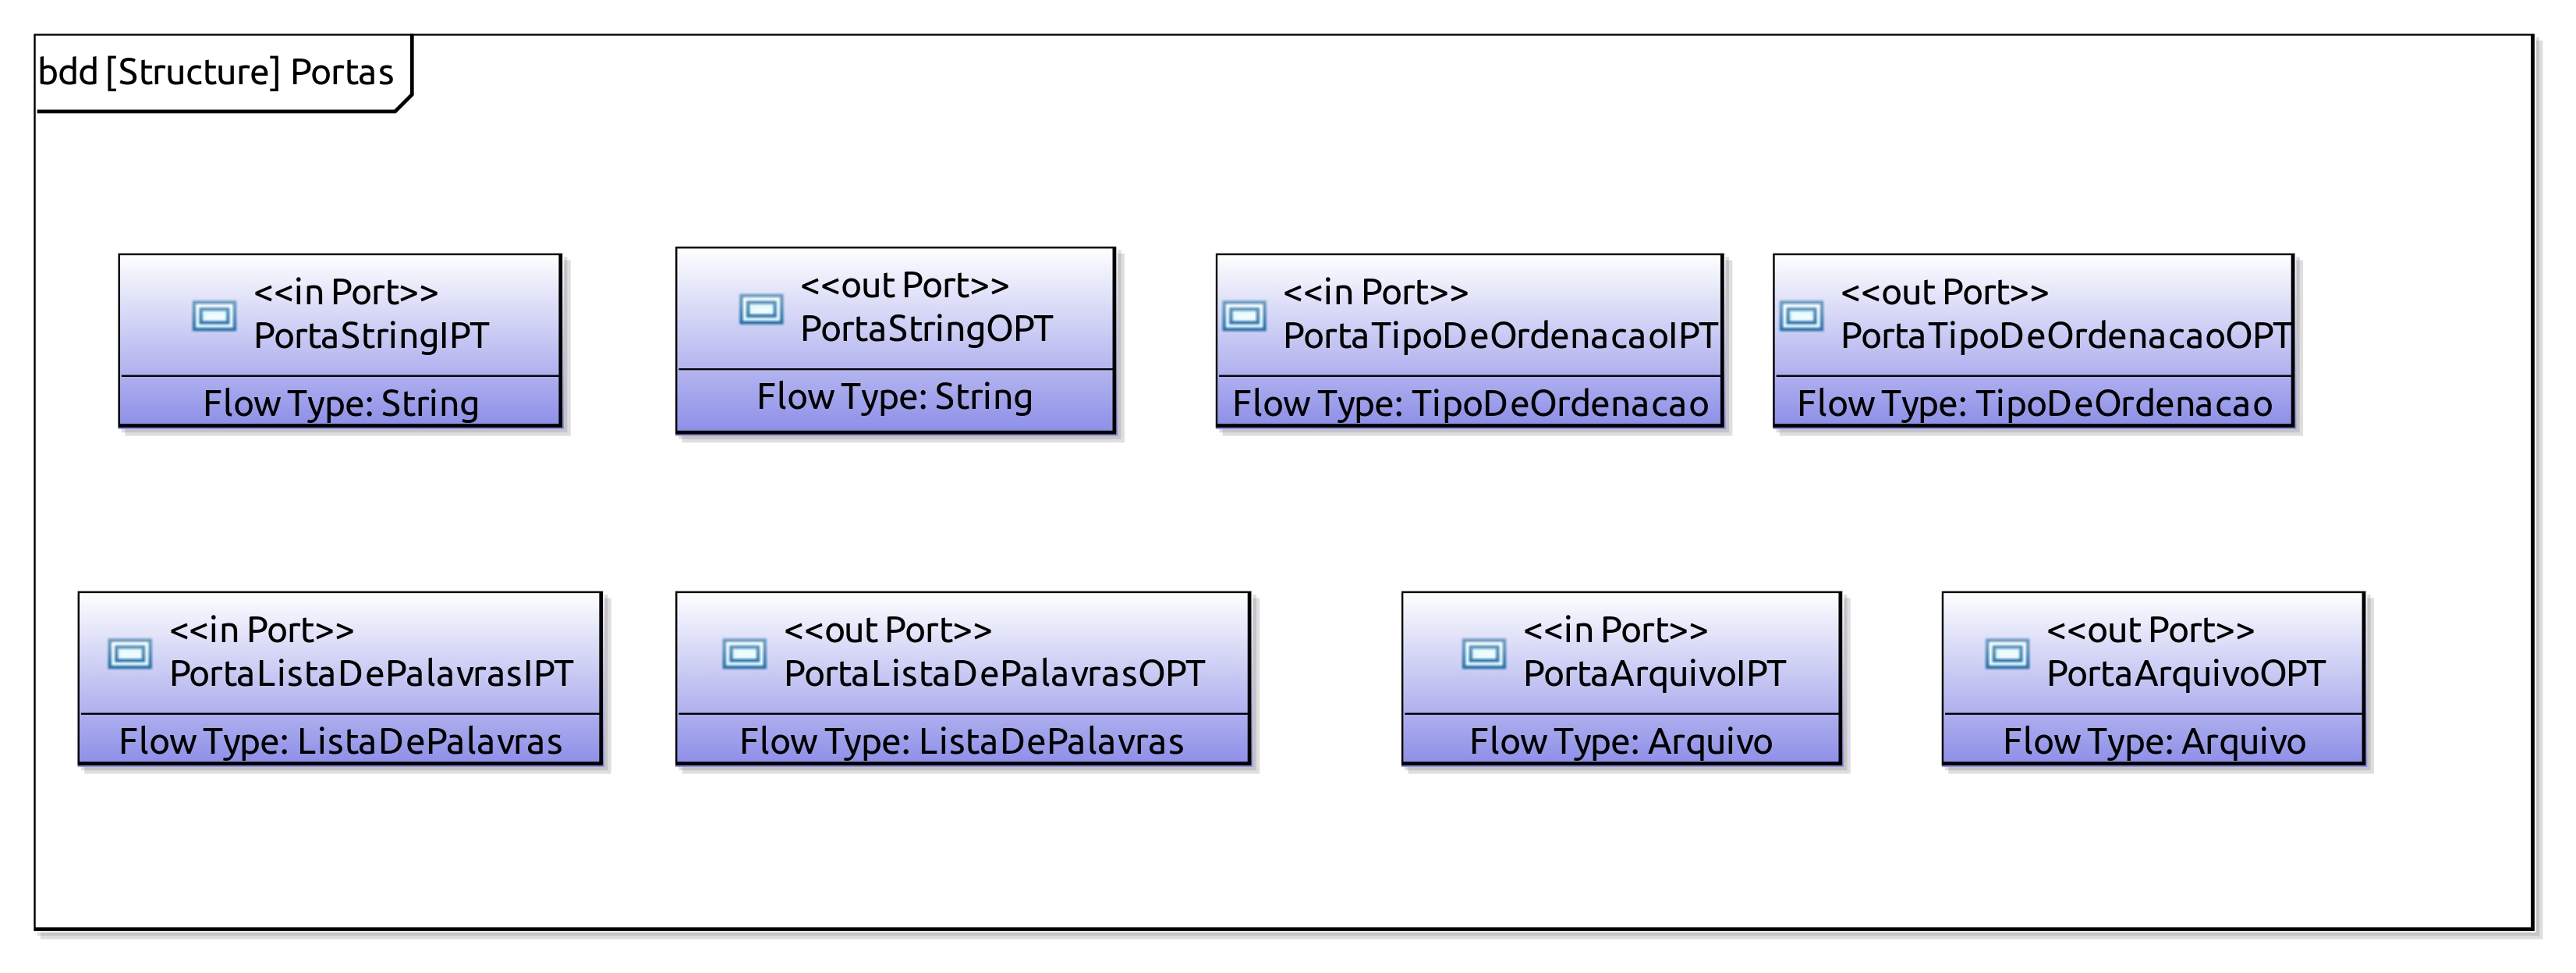 bdd [Structure] Portas
<<in Port>>
PortaStringIPT
Flow Type: String
<<out Port>>
PortaStringOPT
Flow Type: String
<<in Port>>
PortaTipoDeOrdenacaoIPT
Flow Type: TipoDeOrdenacao
<<out Port>>
PortaTipoDeOrdenacaoOPT
Flow Type: TipoDeOrdenacao
<<in Port>>
PortaListaDePalavrasIPT
Flow Type: ListaDePalavras
<<out Port>>
PortaListaDePalavrasOPT
Flow Type: ListaDePalavras
<<in Port>>
PortaArquivoIPT
Flow Type: Arquivo
<<out Port>>
PortaArquivoOPT
Flow Type: Arquivo